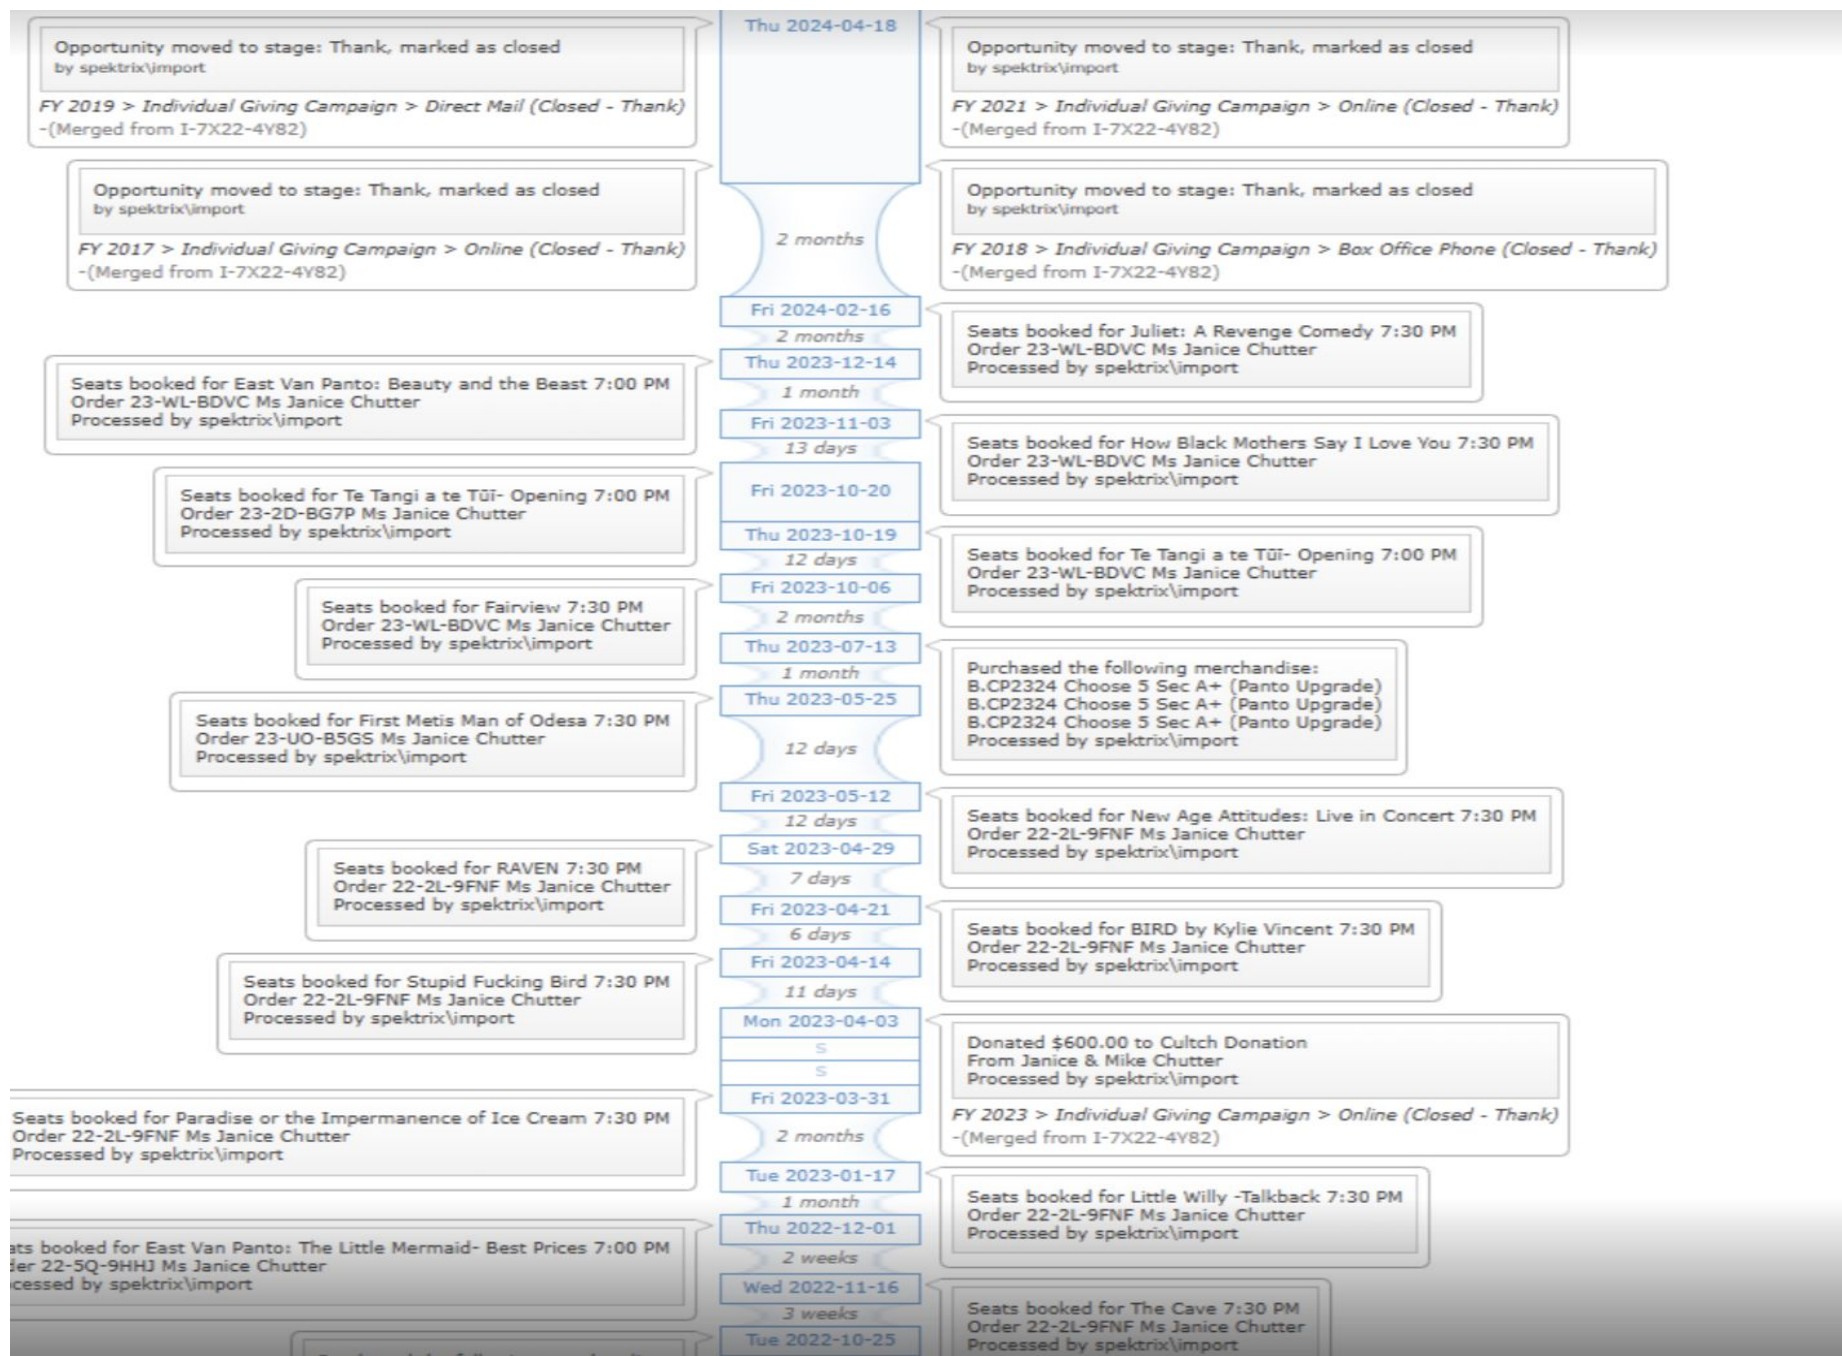 Thu 2024-04-18
Opportunity moved to stage: Thank, marked as closed
by spektrix\import
FY 2019 > Individual Giving Campaign > Direct Mail (Closed - Thank)
-(Merged from I-7X22-4Y82)
Opportunity moved to stage: Thank, marked as closed
by spektrix\import
FY 2021 > Individual Giving Campaign > Online (Closed - Thank)
-(Merged from I-7X22-4Y82)
Opportunity moved to stage: Thank, marked as closed
by spektrix\import
FY 2017 > Individual Giving Campaign > Online (Closed - Thank)
-(Merged from I-7X22-4Y82)
Opportunity moved to stage: Thank, marked as closed
by spektrix\import
FY 2018 > Individual Giving Campaign > Box Office Phone (Closed - Thank)
-(Merged from I-7X22-4Y82)
2 months
Fri 2024-02-16
Seats booked for Juliet: A Revenge Comedy 7:30 PM
Order 23-WL-BDVC Ms Janice Chutter
Processed by spektrix\import
2 months
Thu 2023-12-14
Seats booked for East Van Panto: Beauty and the Beast 7:00 PM
Order 23-WL-BDVC Ms Janice Chutter
Processed by spektrix\import
1 month
Fri 2023-11-03
Seats booked for How Black Mothers Say I Love You 7:30 PM
Order 23-WL-BDVC Ms Janice Chutter
Processed by spektrix\import
13 days
Fri 2023-10-20
Seats booked for Te Tangi a te Tūī- Opening 7:00 PM
Order 23-2D-BG7P Ms Janice Chutter
Processed by spektrix\import
Thu 2023-10-19
Seats booked for Te Tangi a te Tūī- Opening 7:00 PM
Order 23-WL-BDVC Ms Janice Chutter
Processed by spektrix\import
12 days
Fri 2023-10-06
Seats booked for Fairview 7:30 PM
Order 23-WL-BDVC Ms Janice Chutter
Processed by spektrix\import
2 months
Thu 2023-07-13
Purchased the following merchandise:
B.CP2324 Choose 5 Sec A+ (Panto Upgrade)
B.CP2324 Choose 5 Sec A+ (Panto Upgrade)
B.CP2324 Choose 5 Sec A+ (Panto Upgrade)
Processed by spektrix\import
1 month
Thu 2023-05-25
Seats booked for First Metis Man of Odesa 7:30 PM
Order 23-UO-B5GS Ms Janice Chutter
Processed by spektrix\import
12 days
Fri 2023-05-12
Seats booked for New Age Attitudes: Live in Concert 7:30 PM
Order 22-2L-9FNF Ms Janice Chutter
Processed by spektrix\import
12 days
Sat 2023-04-29
Seats booked for RAVEN 7:30 PM
Order 22-2L-9FNF Ms Janice Chutter
Processed by spektrix\import
7 days
Fri 2023-04-21
Seats booked for BIRD by Kylie Vincent 7:30 PM
Order 22-2L-9FNF Ms Janice Chutter
Processed by spektrix\import
6 days
Fri 2023-04-14
Seats booked for Stupid Fucking Bird 7:30 PM
Order 22-2L-9FNF Ms Janice Chutter
Processed by spektrix\import
11 days
Mon 2023-04-03
Donated $600.00 to Cultch Donation
From Janice & Mike Chutter
Processed by spektrix\import
FY 2023 > Individual Giving Campaign > Online (Closed - Thank)
-(Merged from I-7X22-4Y82)
S
S
Fri 2023-03-31
Seats booked for Paradise or the Impermanence of Ice Cream 7:30 PM
Order 22-2L-9FNF Ms Janice Chutter
Processed by spektrix\import
2 months
Tue 2023-01-17
Seats booked for Little Willy -Talkback 7:30 PM
Order 22-2L-9FNF Ms Janice Chutter
Processed by spektrix\import
1 month
Thu 2022-12-01
ats booked for East Van Panto: The Little Mermaid- Best Prices 7:00 PM
der 22-5Q-9HHJ Ms Janice Chutter
cessed by spektrix\import
2 weeks
Wed 2022-11-16
Seats booked for The Cave 7:30 PM
Order 22-2L-9FNF Ms Janice Chutter
Processed by spektrix\import
3 weeks
Tue 2022-10-25